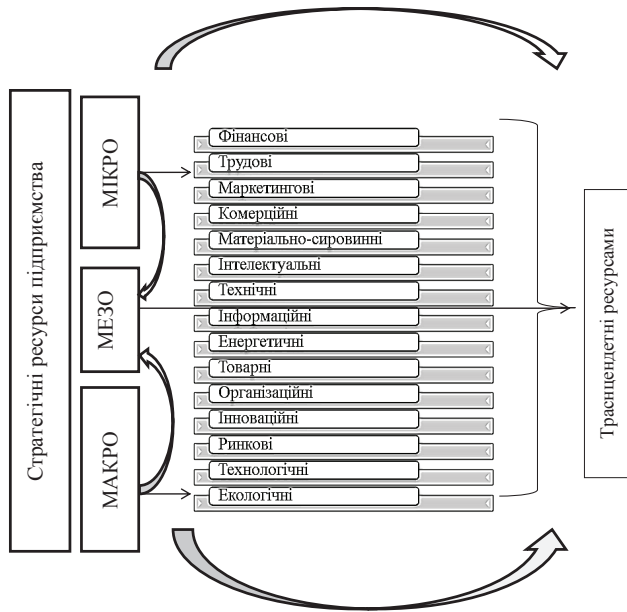 Стратегічні ресурси підприємства
МІКРО
МЕЗО
МАКРО
Фінансові
Трудові
Маркетингові
Комерційні
Матеріально-сировинні
Інтелектуальні
Технічні
Інформаційні
Енергетичні
Товарні
Організаційні
Інноваційні
Ринкові
Технологічні
Екологічні
Траснцендетні ресурсами